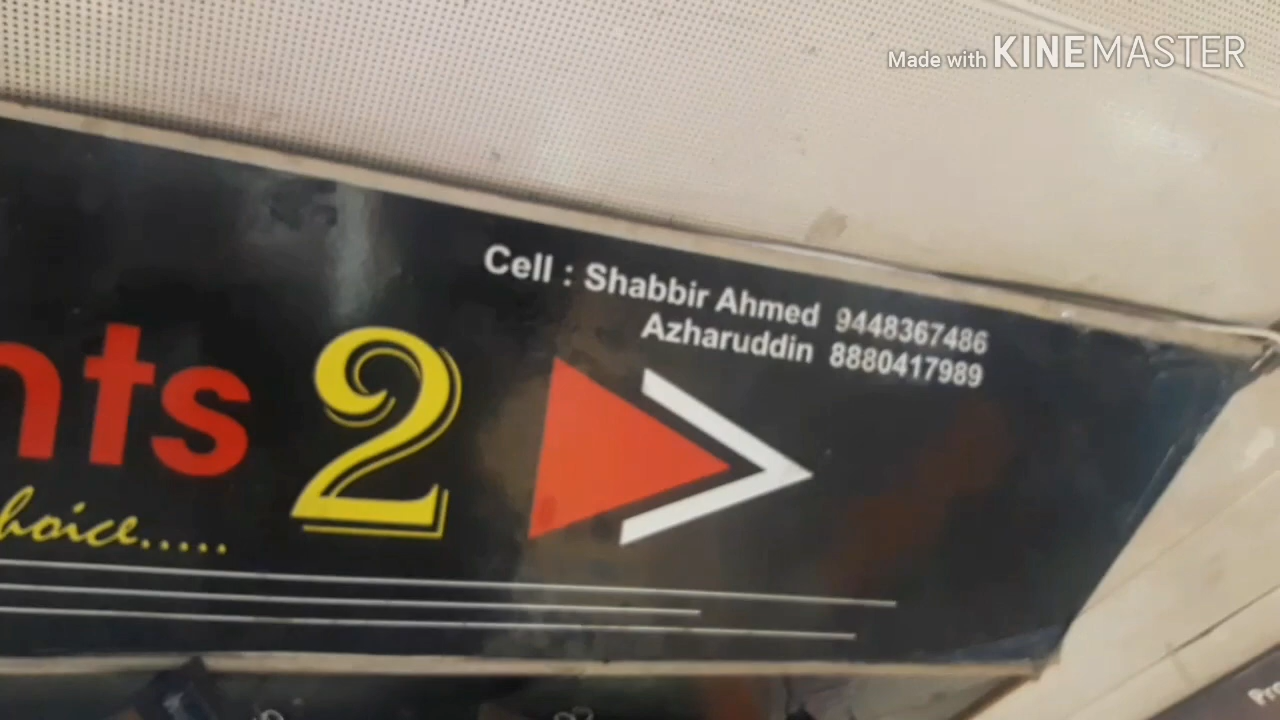 Made with KINEMASTER
Cell : Shabbir Ahmed 9448367486
Azharuddin 8880417989
nts 2
hoice.....